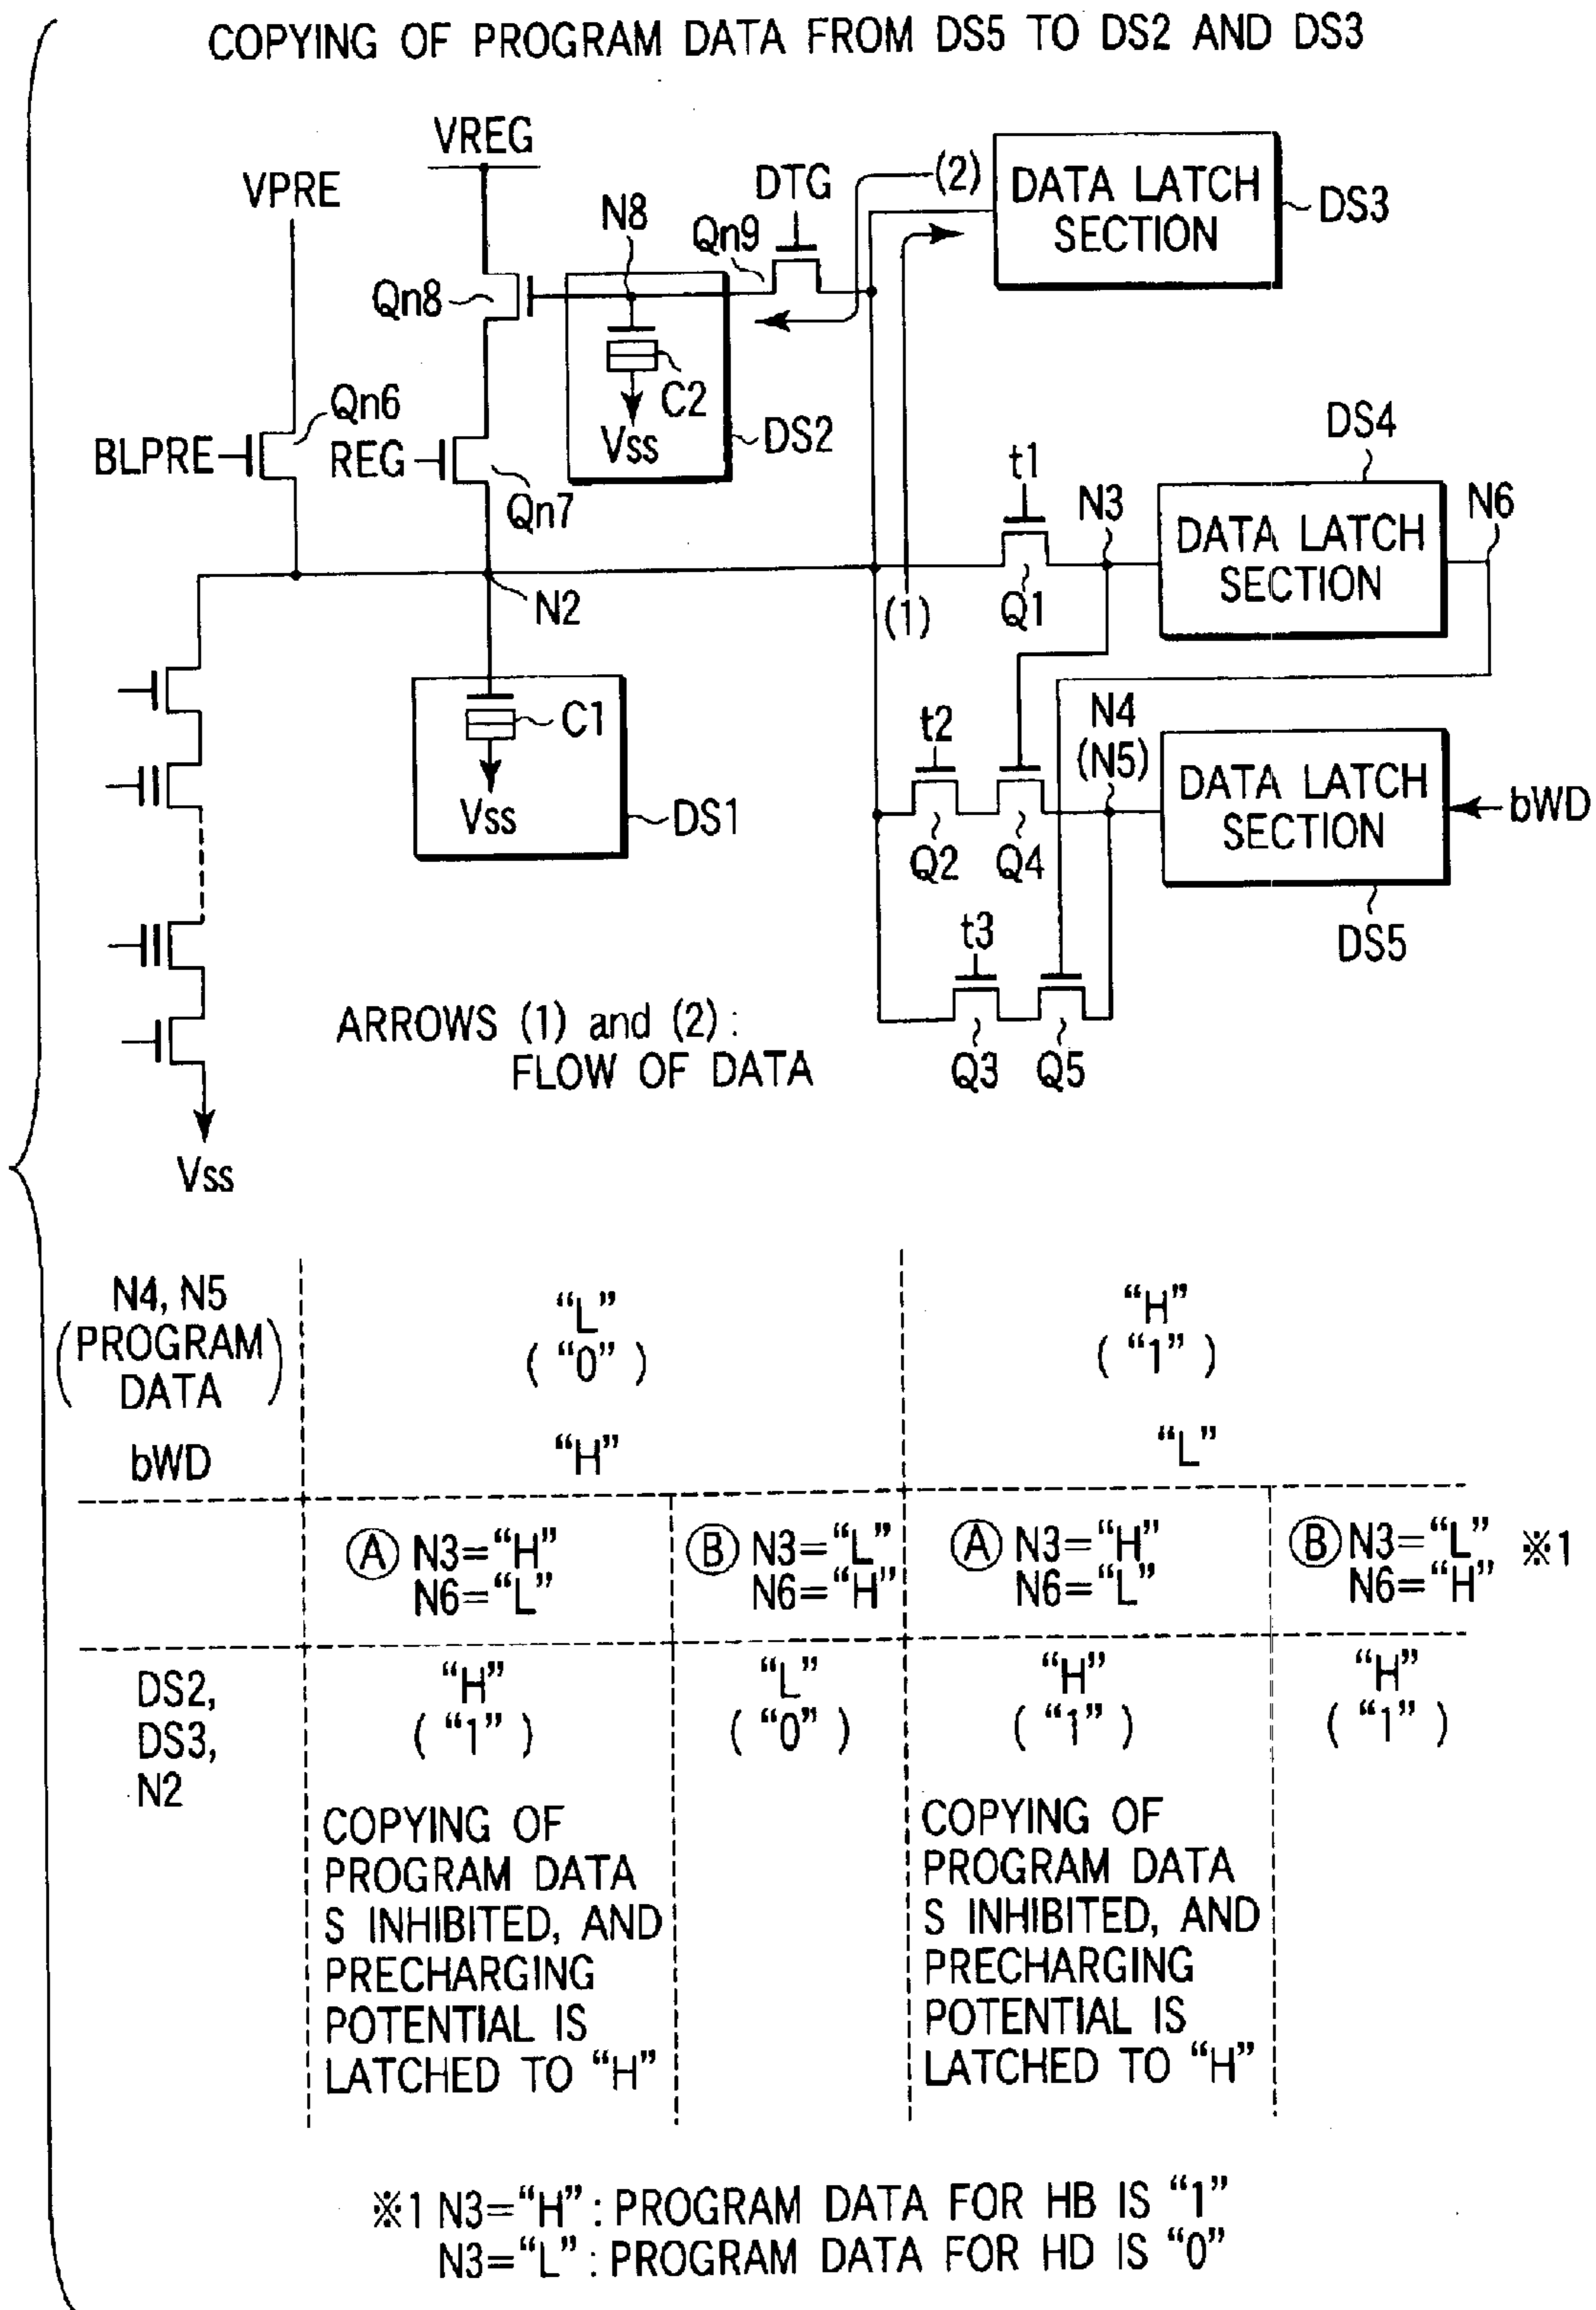 COPYING OF PROGRAM DATA FROM DS5 TO DS2 AND DS3
VREG
VPRE
DTG
(2)
DATA LATCH
SECTION
DS3
N8
Qn9
Qn8
C2
Vss
DS2
Qn6
BLPRE
REG
Qn7
DS4
t1
N3
N6
DATA LATCH
SECTION
Q1
(1)
N2
C1
Vss
DS1
t2
N4
(N5)
DATA LATCH
SECTION
bWD
Q2
Q4
DS5
t3
Q3
Q5
ARROWS (1) and (2) :
FLOW OF DATA
Vss
N4, N5
(PROGRAM
DATA)
“L”
( “0” )
“H”
( “1” )
bWD
“H”
“L”
Ⓐ N3=“H”
N6=“L”
Ⓑ N3=“L”
N6=“H”
Ⓐ N3=“H”
N6=“L”
Ⓑ N3=“L” ※1
N6=“H”
DS2,
DS3,
N2
“H”
( “1” )
“L”
( “0” )
“H”
( “1” )
“H”
( “1” )
COPYING OF
PROGRAM DATA
S INHIBITED, AND
PRECHARGING
POTENTIAL IS
LATCHED TO “H”
COPYING OF
PROGRAM DATA
S INHIBITED, AND
PRECHARGING
POTENTIAL IS
LATCHED TO “H”
※1 N3=“H” : PROGRAM DATA FOR HB IS “1”
N3=“L” : PROGRAM DATA FOR HD IS “0”